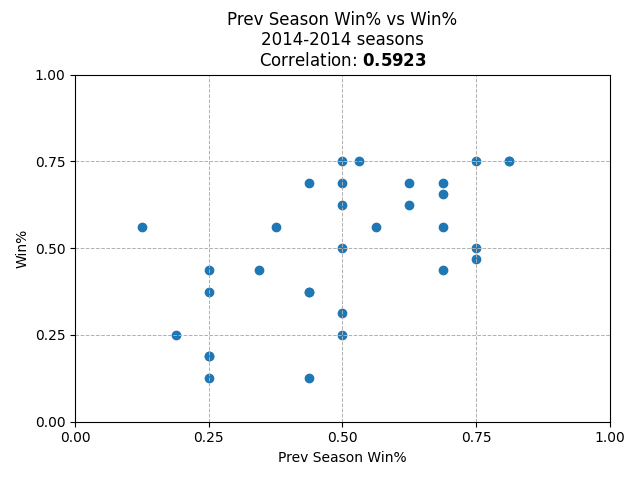 Prev Season Win% vs Win%
2014-2014 seasons
Correlation: 0.5923
1.00
0.75
0.50
0.25
0.00
Win%
0.00 0.25 0.50 0.75 1.00
Prev Season Win%